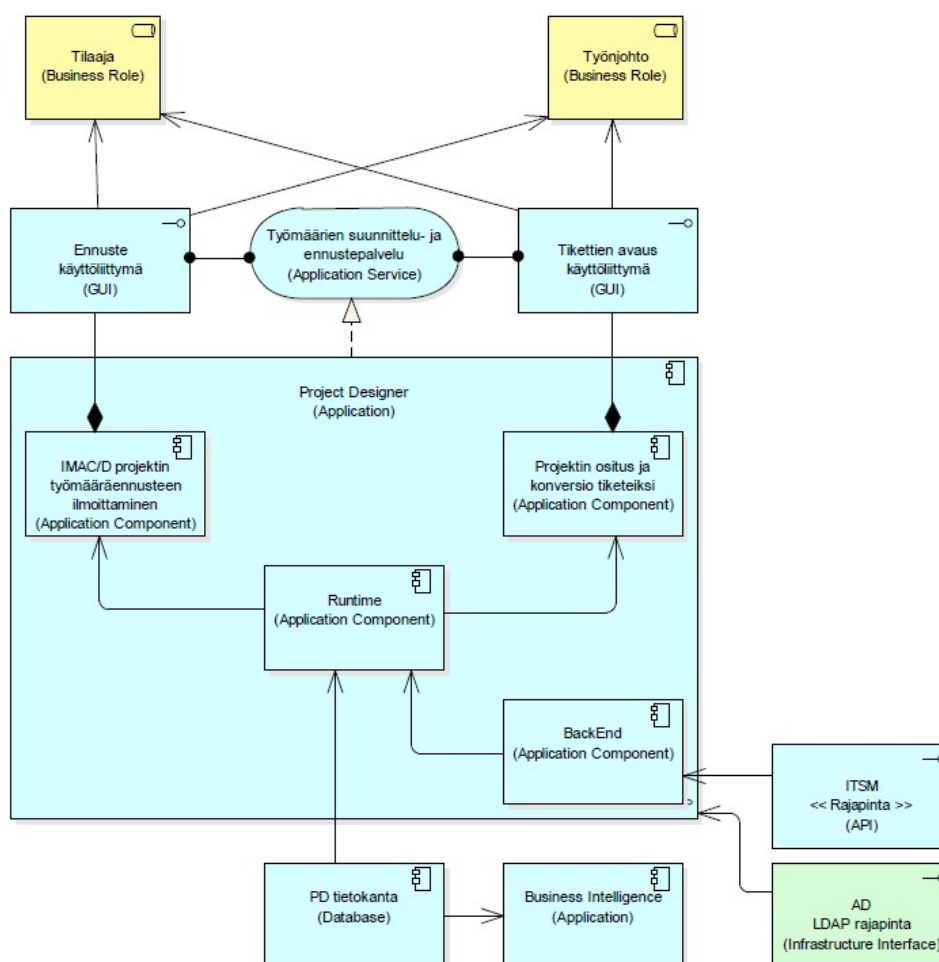 Tilaaja
(Business Role)
Työnjohto
(Business Role)
Ennuste
käyttöliittymä
(GUI)
Työmäärien suunnittelu- ja
ennustepalvelu
(Application Service)
Tikettien avaus
käyttöliittymä
(GUI)
Project Designer
(Application)
IMAC/D projektin
työmääräennusteen
ilmoittaminen
(Application Component)
Projektin ositus ja
konversio tiketeiksi
(Application Component)
Runtime
(Application Component)
BackEnd
(Application Component)
ITSM
<< Rajapinta >>
(API)
PD tietokanta
(Database)
Business Intelligence
(Application)
AD
LDAP rajapinta
(Infrastructure Interface)